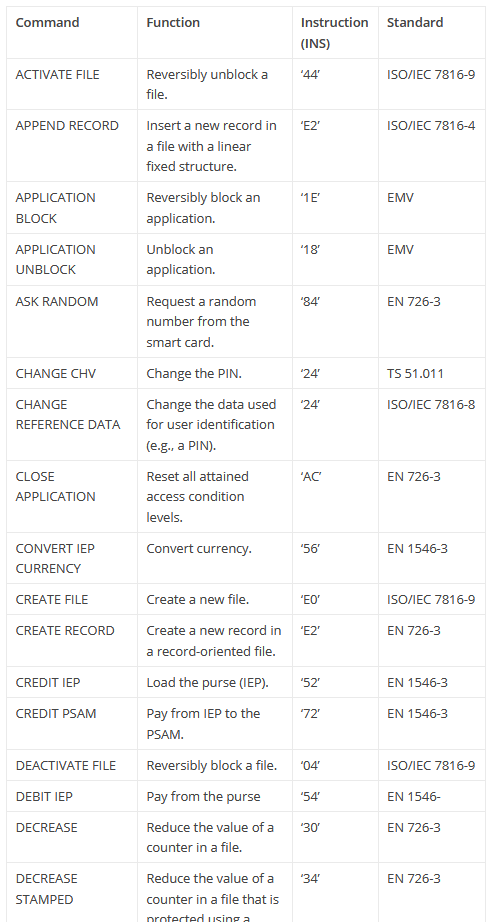 Command Function Instruction Standard
(INS)
ACTIVATE FILE Reversibly unblock a ‘44’ ISO/IEC 7816-9
file.
APPEND RECORD Insert a new record in ‘E2’ ISO/IEC 7816-4
a file with a linear
fixed structure.
APPLICATION Reversibly block an ‘1E’ EMV
BLOCK application.
APPLICATION Unblock an ‘18’ EMV
UNBLOCK application.
ASK RANDOM Request a random ‘84’ EN 726-3
number from the
smart card.
CHANGE CHV Change the PIN. ‘24’ TS 51.011
CHANGE Change the data used ‘24’ ISO/IEC 7816-8
REFERENCE DATA for user identification
(e.g., a PIN).
CLOSE Reset all attained ‘AC’ EN 726-3
APPLICATION access condition
levels.
CONVERT IEP Convert currency. ‘56’ EN 1546-3
CURRENCY
CREATE FILE Create a new file. ‘E0’ ISO/IEC 7816-9
CREATE RECORD Create a new record in ‘E2’ EN 726-3
a record-oriented file.
CREDIT IEP Load the purse (IEP). ‘52’ EN 1546-3
CREDIT PSAM Pay from IEP to the ‘72’ EN 1546-3
PSAM.
DEACTIVATE FILE Reversibly block a file. ‘04’ ISO/IEC 7816-9
DEBIT IEP Pay from the purse ‘54’ EN 1546-
DECREASE Reduce the value of a ‘30’ EN 726-3
counter in a file.
DECREASE Reduce the value of a ‘34’ EN 726-3
STAMPED counter in a file that is
protected using a